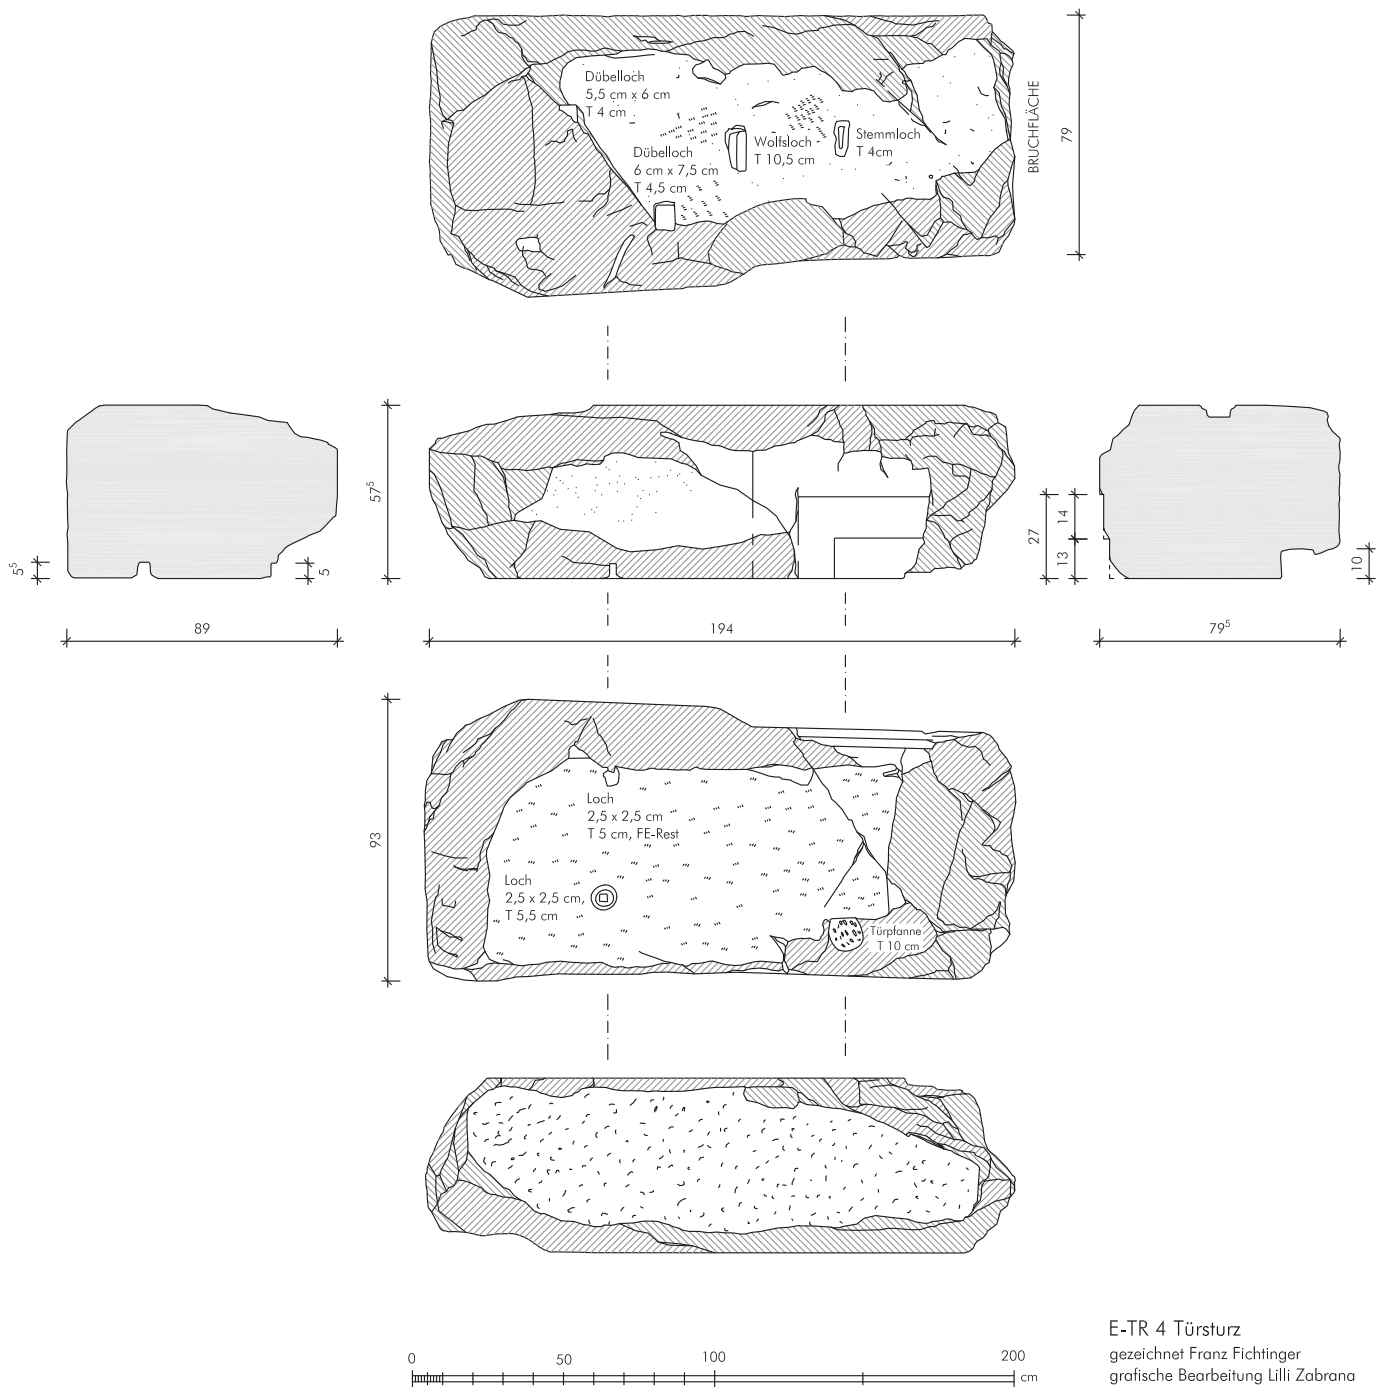 Dübelloch
5,5 cm x 6 cm
T 4 cm
Dübelloch
6 cm x 7,5 cm
T 4,5 cm
Wolfsloch
T 10,5 cm
Stemmloch
T 4cm
BRUCHFLÄCHE
79
5⁵
5
89
57⁵
194
27
14
13
10
79⁵
93
Loch
2,5 x 2,5 cm
T 5 cm, FE-Rest
Loch
2,5 x 2,5 cm,
T 5,5 cm
Türpfanne
T 10 cm
0 50 100 200
cm
E-TR 4 Türsturz
gezeichnet Franz Fichtinger
grafische Bearbeitung Lilli Zabrana